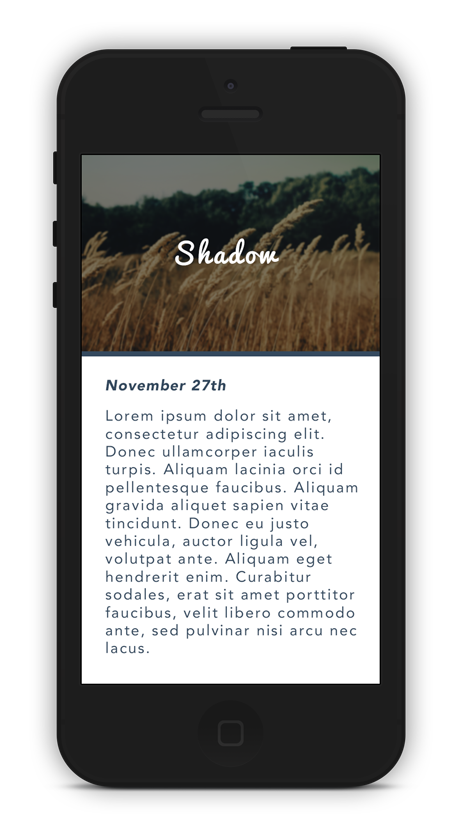 Shadow
November 27th
Lorem ipsum dolor sit amet,
consectetur adipiscing elit.
Donec ullamcorper iaculis
turpis. Aliquam lacinia orci id
pellentesque faucibus. Aliquam
gravida aliquet sapien vitae
tincidunt. Donec eu justo
vehicula, auctor ligula vel,
volutpat ante. Aliquam eget
hendrerit enim. Curabitur
sodales, erat sit amet porttitor
faucibus, velit libero commodo
ante, sed pulvinar nisi arcu nec
lacus.